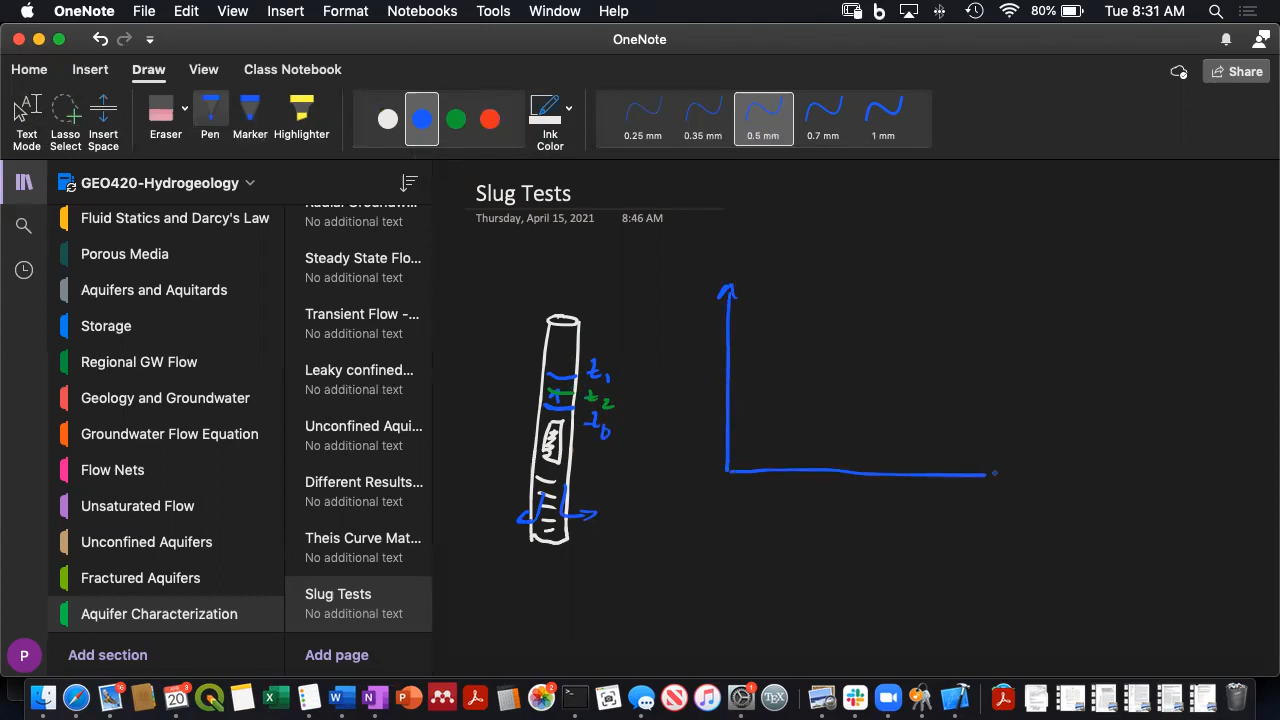 OneNote File Edit View Insert Format Notebooks Tools Window Help 80% Tue 8:31 AM
OneNote
Home Insert Draw View Class Notebook Share
Text Mode
Lasso Select
Insert Space
Eraser
Pen
Marker
Highlighter
Ink Color
0.25 mm
0.35 mm
0.5 mm
0.7 mm
1 mm
GEO420-Hydrogeology
Fluid Statics and Darcy's Law
Porous Media
Aquifers and Aquitards
Storage
Regional GW Flow
Geology and Groundwater
Groundwater Flow Equation
Flow Nets
Unsaturated Flow
Unconfined Aquifers
Fractured Aquifers
Aquifer Characterization
P
Add section
No additional text
Steady State Flo...
No additional text
Transient Flow -...
No additional text
Leaky confined...
No additional text
Unconfined Aqui...
No additional text
Different Results...
No additional text
Theis Curve Mat...
No additional text
Slug Tests
No additional text
Add page
Slug Tests
Thursday, April 15, 2021 8:46 AM
t1
t2
t0